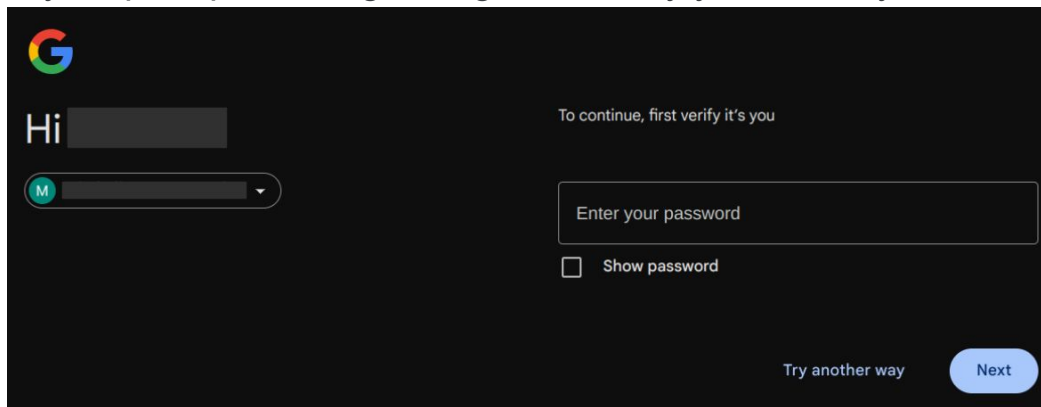 Hi
M
To continue, first verify it's you
Enter your password
Show password
Try another way
Next